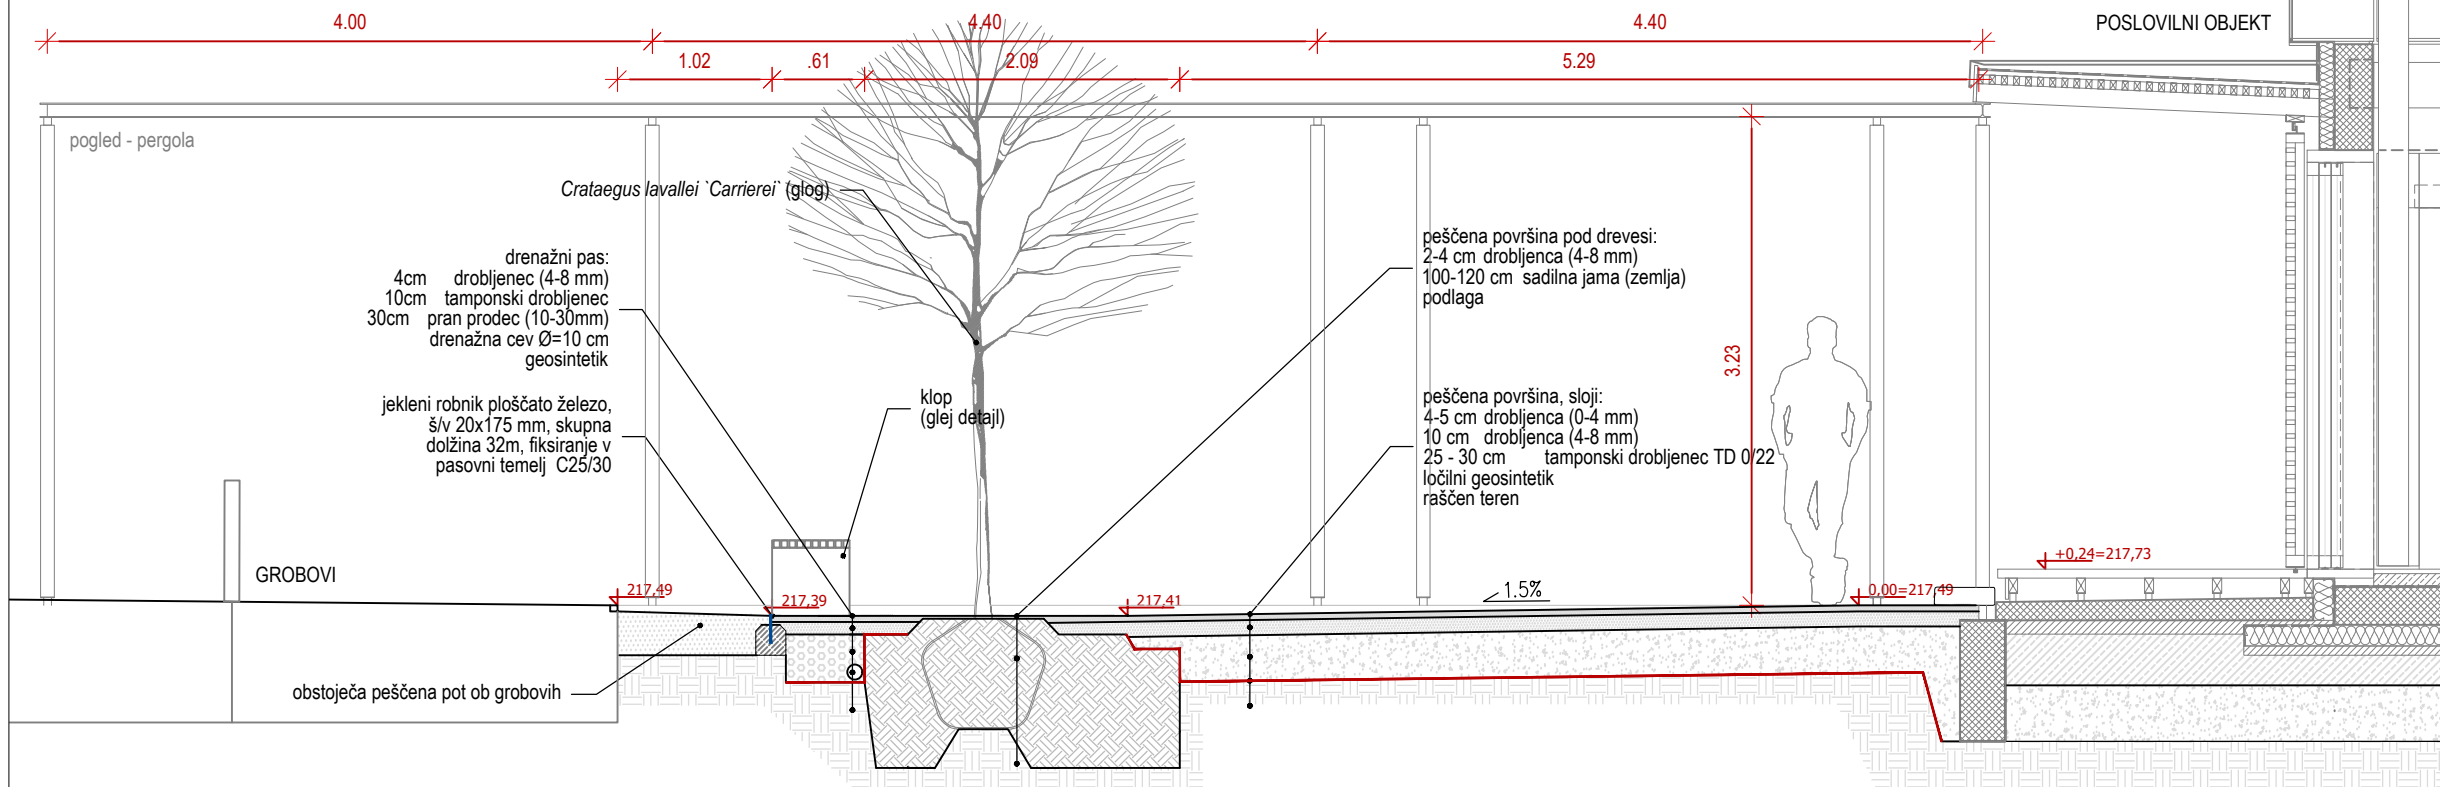 4.00
4.40
4.40
POSLOVILNI OBJEKT
1.02
.61
2.09
5.29
pogled - pergola
Crataegus lavallei `Carrierei` (glog)
drenažni pas:
4cm drobljenec (4-8 mm)
10cm tamponski drobljenec
30cm pran prodec (10-30mm)
drenažna cev Ø=10 cm
geosintetik
peščena površina pod drevesi:
2-4 cm drobljenca (4-8 mm)
100-120 cm sadilna jama (zemlja)
podlaga
3.23
jekleni robnik ploščato železo,
š/v 20x175 mm, skupna
dolžina 32m, fiksiranje v
pasovni temelj C25/30
klop
(glej detajl)
peščena površina, sloji:
4-5 cm drobljenca (0-4 mm)
10 cm drobljenca (4-8 mm)
25 - 30 cm tamponski drobljenec TD 0/22
ločilni geosintetik
raščen teren
GROBOVI
217,49
217,39
217,41
1.5%
0,00=217,49
+0,24=217,73
obstoječa peščena pot ob grobovih